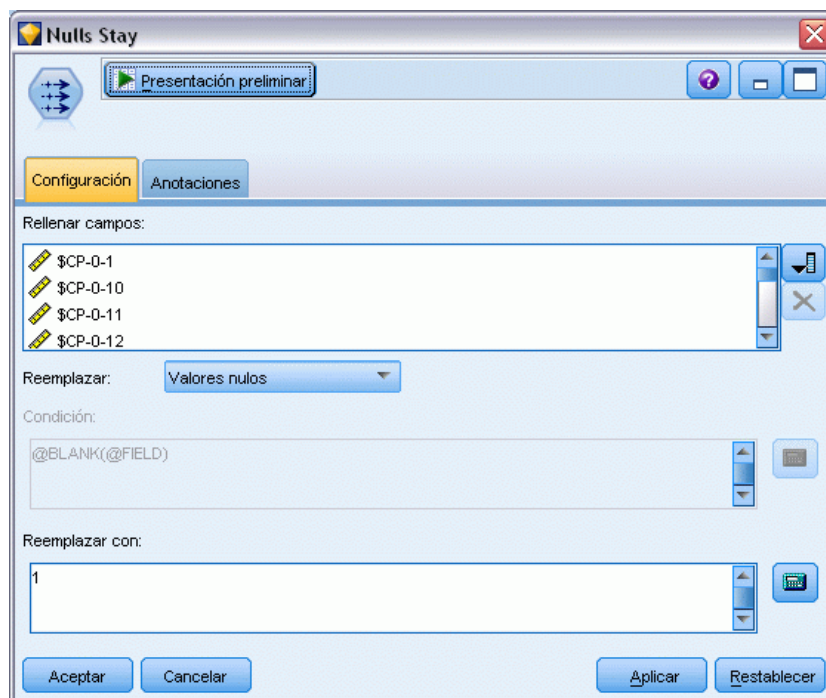 Nulls Stay
Presentación preliminar
Configuración
Anotaciones
Rellenar campos:
$CP-0-1
$CP-0-10
$CP-0-11
$CP-0-12
Reemplazar: Valores nulos
Condición:
@BLANK(@FIELD)
Reemplazar con:
1
Aceptar Cancelar Aplicar Restablecer